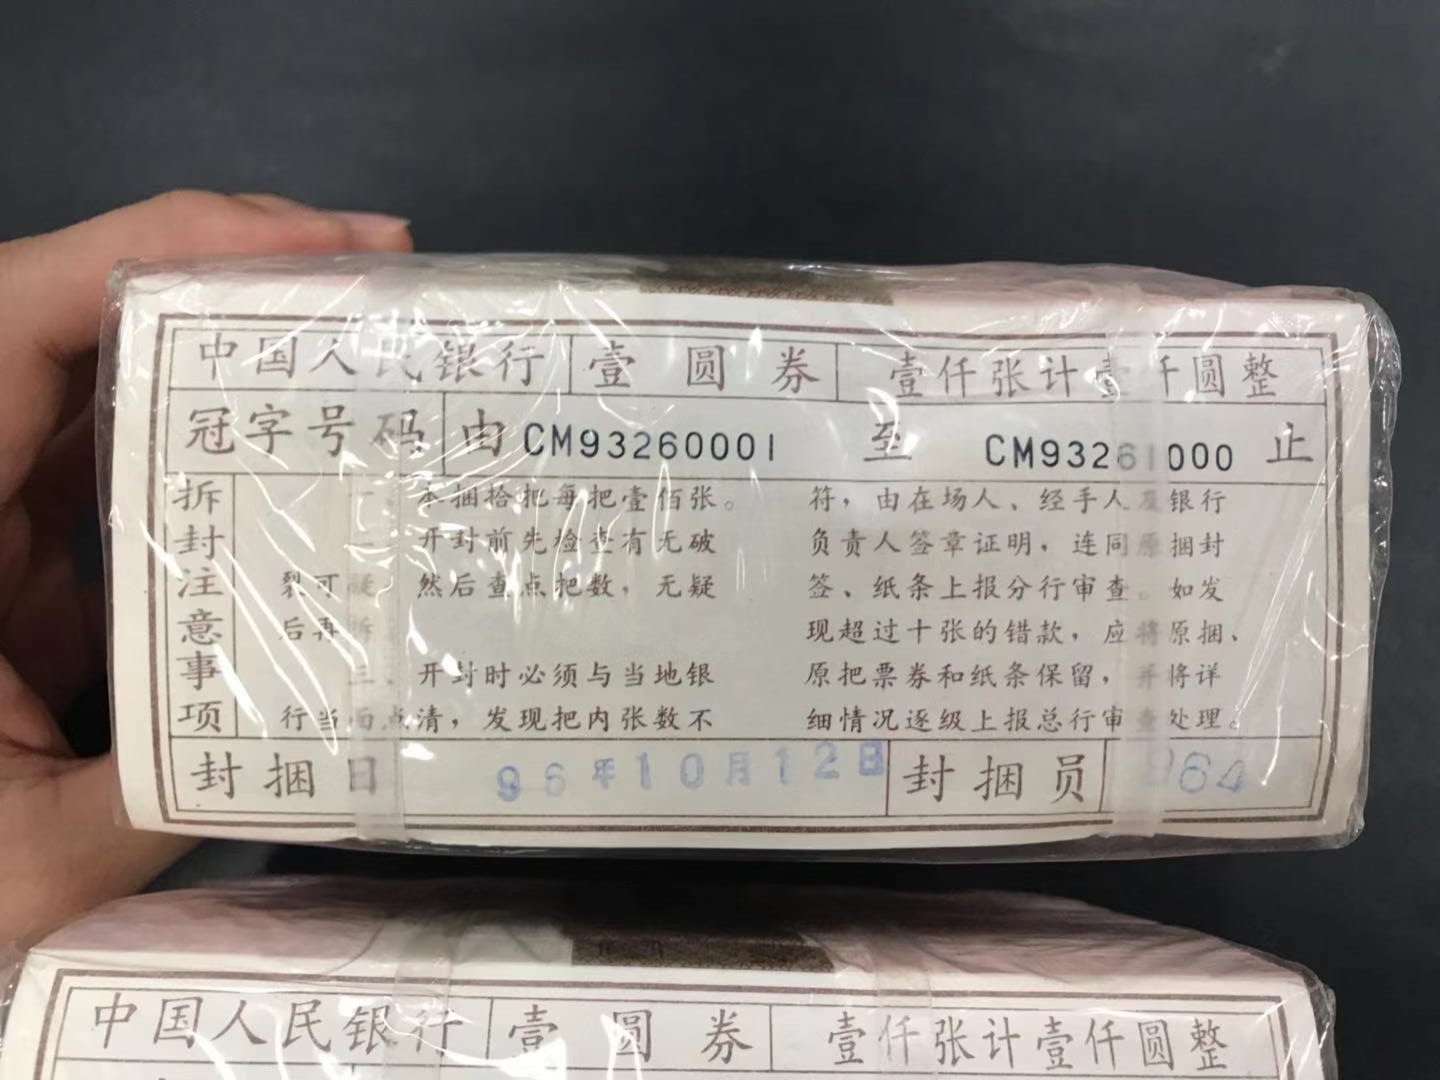 中国人民银行 壹圆券 壹仟张计壹仟圆整
冠字号码 由 CM93260001 至 CM93261000 止
拆封注意事项
一、本捆拾把每把壹佰张。
开封前先检查有无破
裂可疑 然后查点把数，无疑
后再拆
三、开封时必须与当地银
行当面点清，发现把内张数不
符，由在场人、经手人及银行
负责人签章证明，连同原捆封
签、纸条上报分行审查。如发
现超过十张的错款，应将原捆、
原把票券和纸条保留，并将详
细情况逐级上报总行审查处理。
封捆日 96年10月12日 封捆员 964
中国人民银行 壹圆券 壹仟张计壹仟圆整